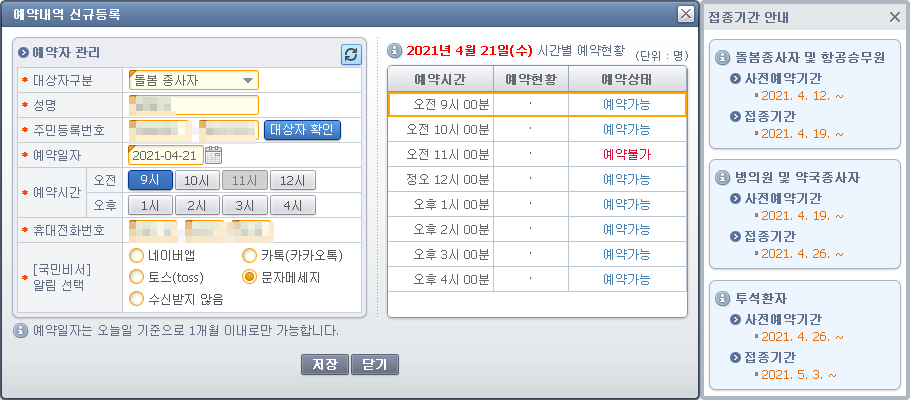 예약내역 신규등록
예약자 관리
* 대상자구분 돌봄 종사자
* 성명
* 주민등록번호 대상자 확인
* 예약일자 2021-04-21
* 예약시간 오전 9시 10시 11시 12시
오후 1시 2시 3시 4시
* 휴대전화번호
* [국민비서] 알림 선택
네이버앱 카톡(카카오톡)
토스(toss) 문자메세지
수신받지 않음
예약일자는 오늘일 기준으로 1개월 이내로만 가능합니다.
저장 닫기
2021년 4월 21일(수) 시간별 예약현황 (단위 : 명)
예약시간 예약현황 예약상태
오전 9시 00분 · 예약가능
오전 10시 00분 · 예약가능
오전 11시 00분 · 예약불가
정오 12시 00분 · 예약가능
오후 1시 00분 · 예약가능
오후 2시 00분 · 예약가능
오후 3시 00분 · 예약가능
오후 4시 00분 · 예약가능
접종기간 안내
돌봄종사자 및 항공승무원
사전예약기간
2021. 4. 12. ~
접종기간
2021. 4. 19. ~
병의원 및 약국종사자
사전예약기간
2021. 4. 19. ~
접종기간
2021. 4. 26. ~
투석환자
사전예약기간
2021. 4. 26. ~
접종기간
2021. 5. 3. ~